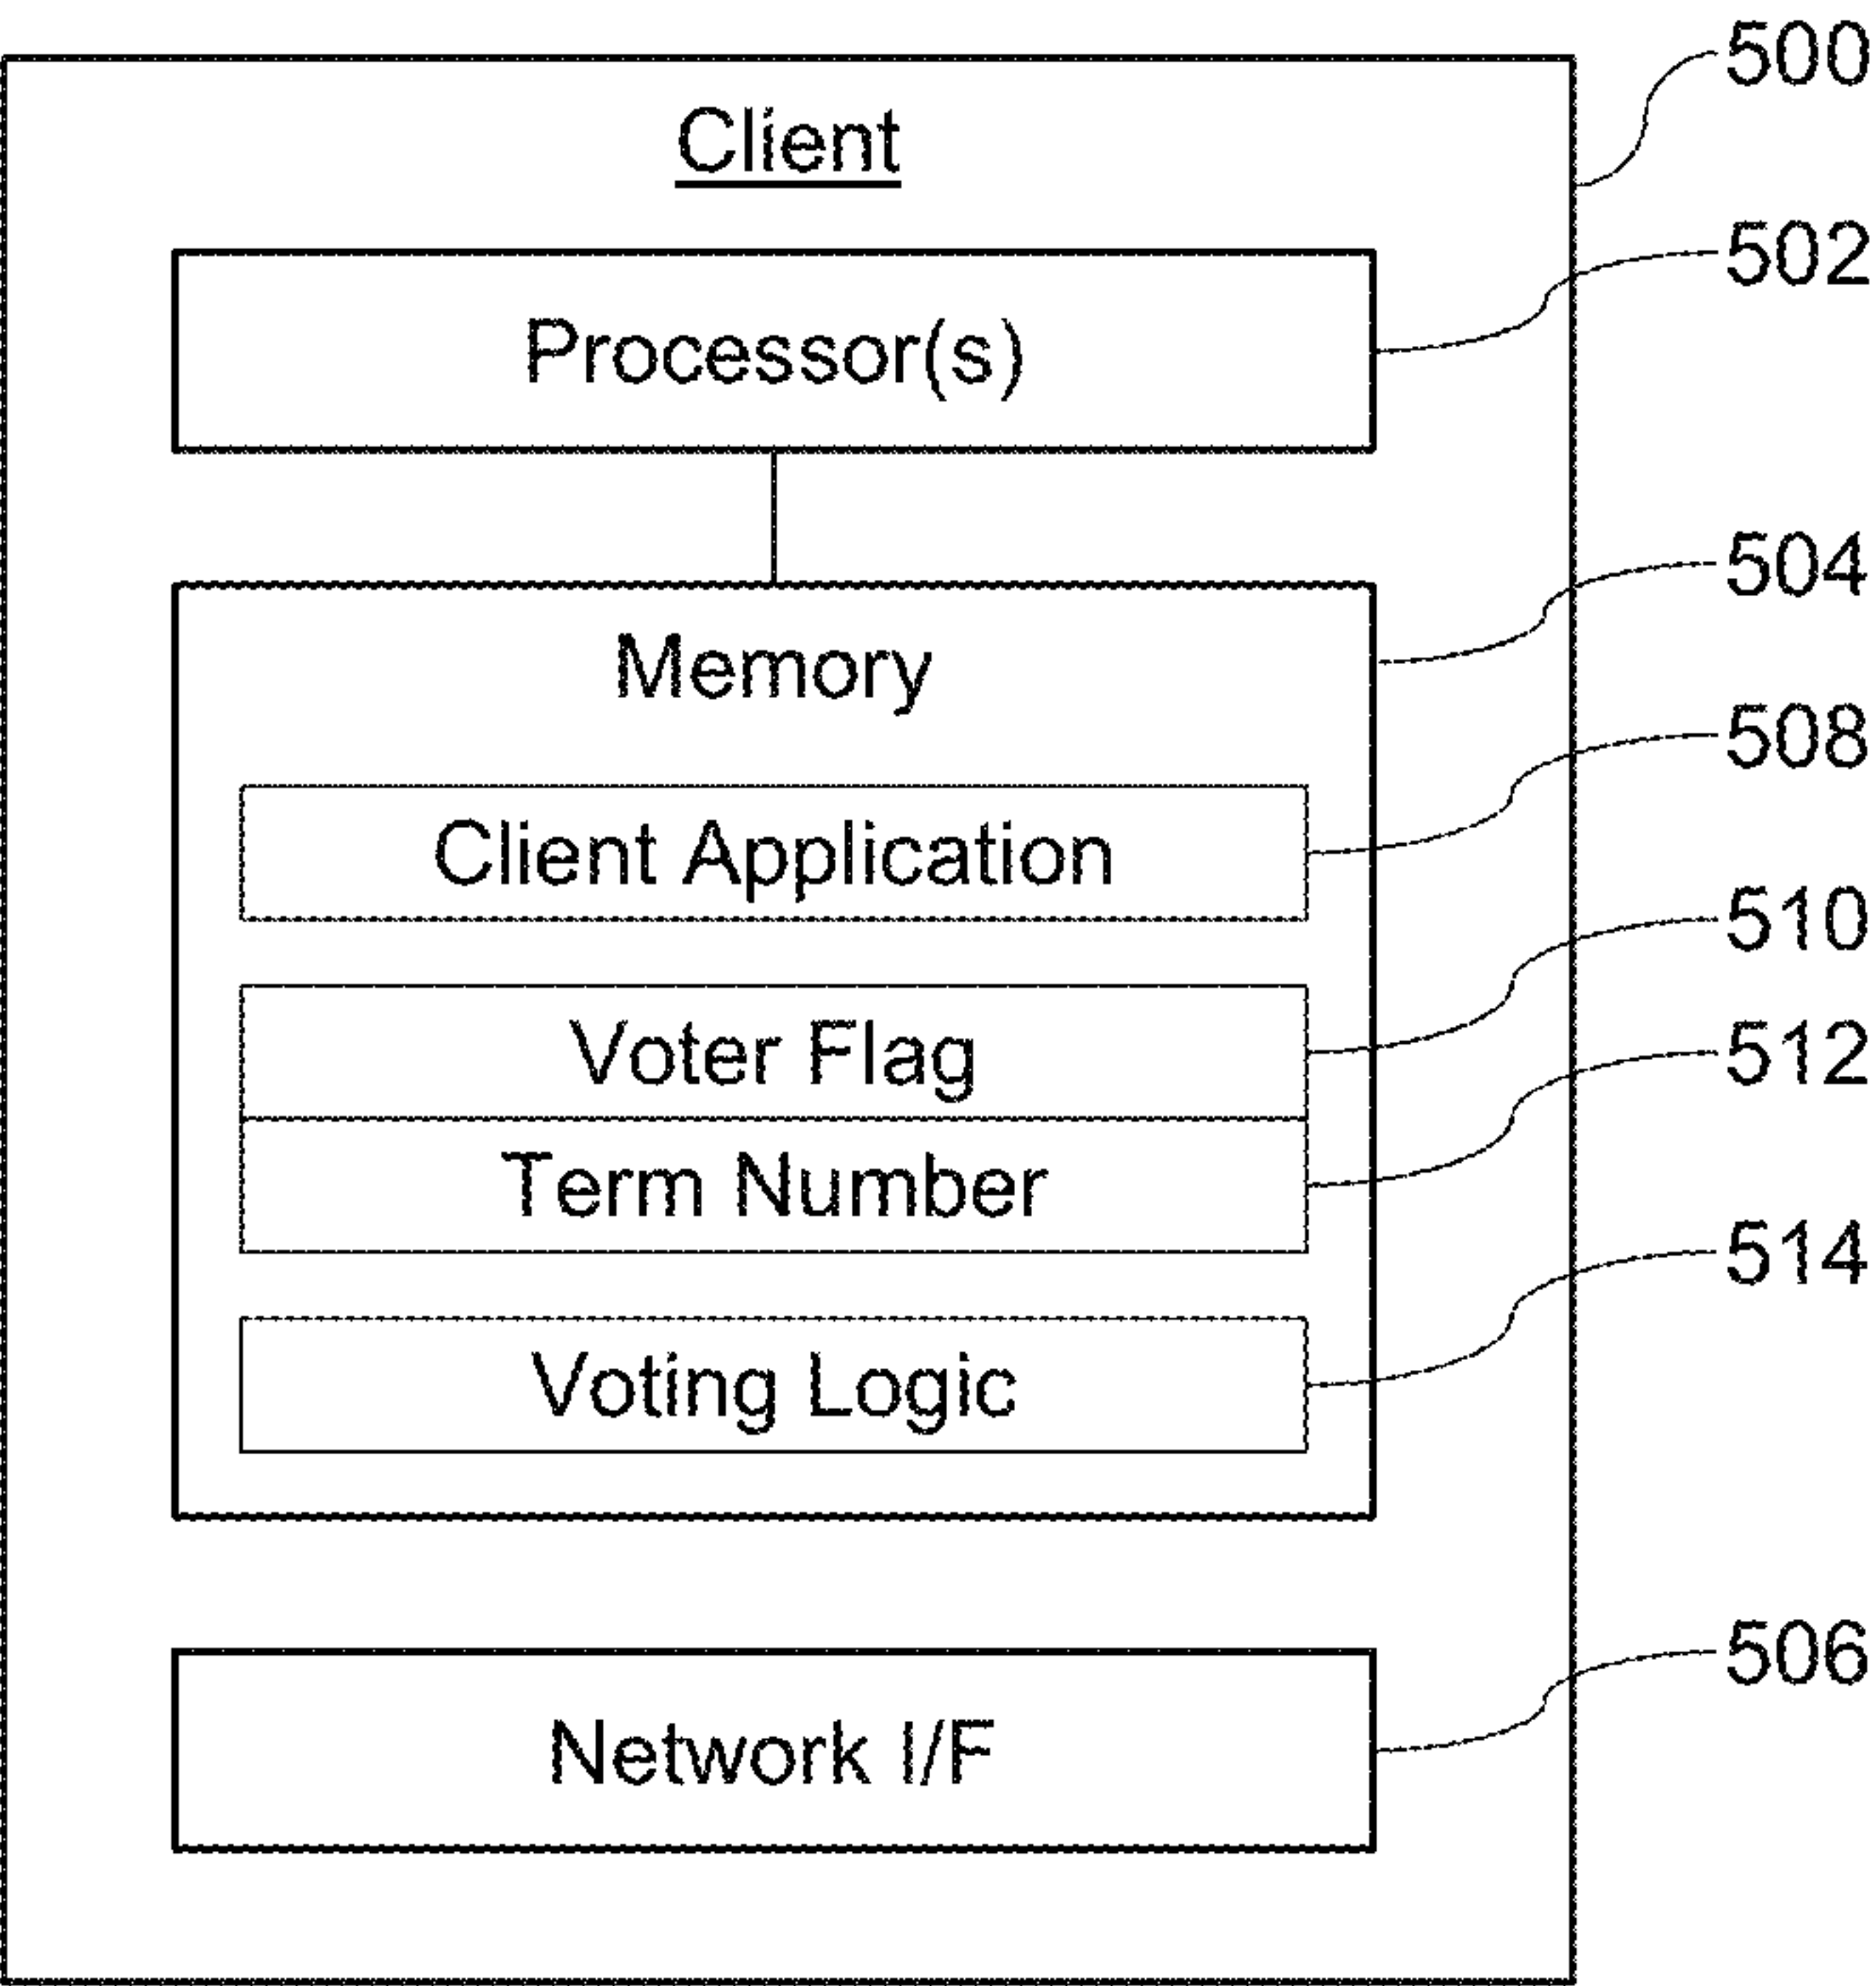 500
Client
502
Processor(s)
504
Memory
508
Client Application
510
Voter Flag
512
Term Number
514
Voting Logic
506
Network I/F